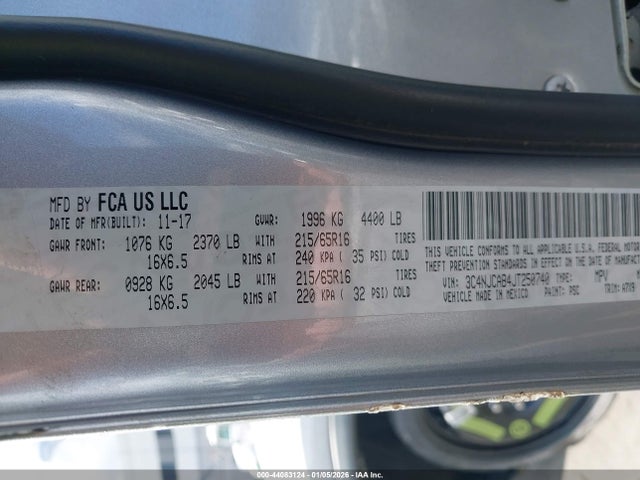 MFD BY FCA US LLC
DATE OF MFR(BUILT): 11-17 GVWR: 1996 KG 4400 LB
GAWR FRONT: 1076 KG 2370 LB WITH 215/65R16 TIRES
16X6.5 RIMS AT 240 KPA ( 35 PSI) COLD
GAWR REAR: 0928 KG 2045 LB WITH 215/65R16 TIRES
16X6.5 RIMS AT 220 KPA ( 32 PSI) COLD
THIS VEHICLE CONFORMS TO ALL APPLICABLE U.S.A. FEDERAL MOTOR
THEFT PREVENTION STANDARDS IN EFFECT ON THE DATE OF
VIN: 3C4NJCAB4JT250740 TYPE: MPV
VEHICLE MADE IN MEXICO PAINT: PSC TRIM: A7X9
000-44083124 - 01/05/2026 - IAA Inc.